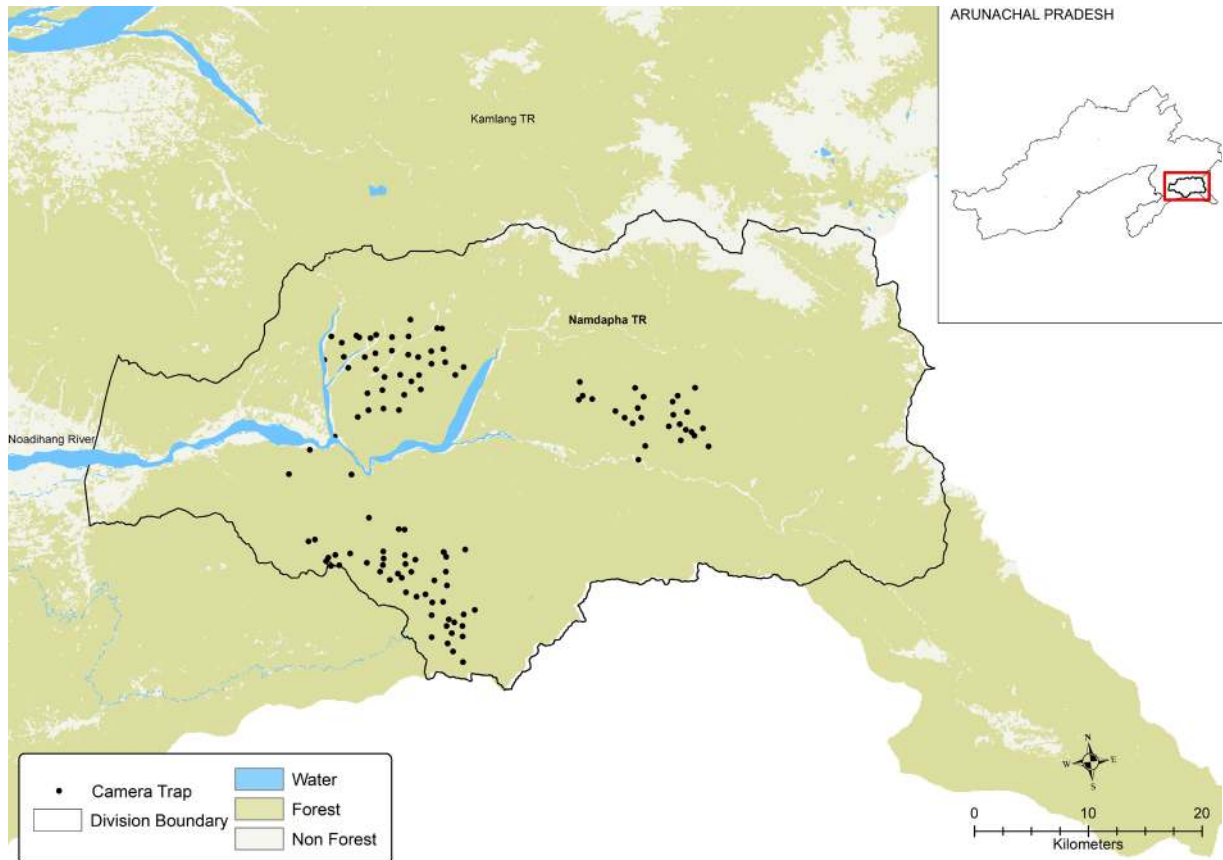 ARUNACHAL PRADESH
Kamlang TR
Namdapha TR
Noadihang River
Camera Trap
Division Boundary
Water
Forest
Non Forest
N
W E
S
0 10 20
Kilometers